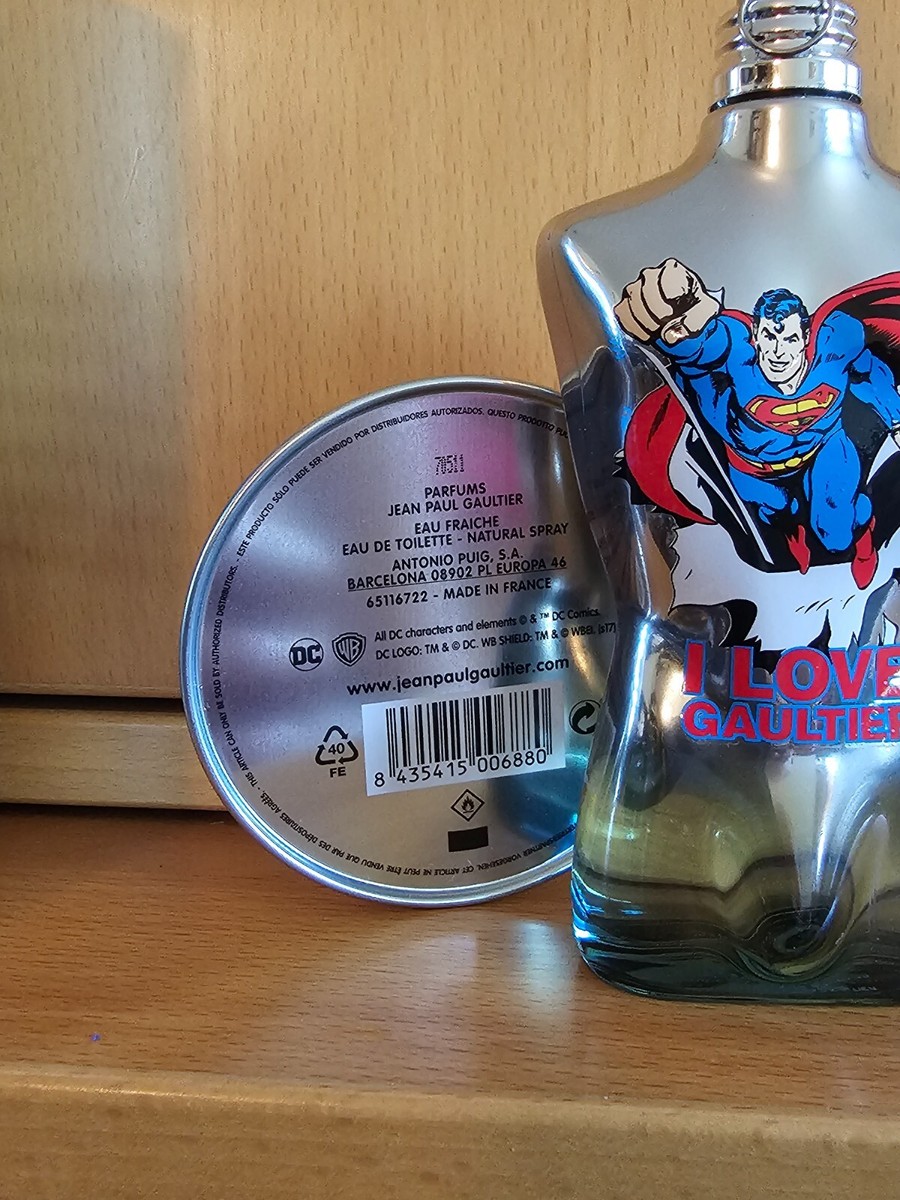 70511
PARFUMS
JEAN PAUL GAULTIER
EAU FRAICHE
EAU DE TOILETTE - NATURAL SPRAY
ANTONIO PUIG, S.A.
BARCELONA 08902 PL EUROPA 46
65116722 - MADE IN FRANCE
DC
WB
All DC characters and elements © & ™ DC Comics.
DC LOGO: TM & © DC. WB SHIELD: TM & © WBEI. (s17)
www.jeanpaulgaultier.com
40
FE
8 435415 006880
CET ARTICLE NE PEUT ÊTRE VENDU QUE PAR DES DÉPOSITAIRES AGRÉÉS. - THIS ARTICLE CAN ONLY BE SOLD BY AUTHORIZED DISTRIBUTORS. - ESTE PRODUCTO SÓLO PUEDE SER VENDIDO POR DISTRIBUIDORES AUTORIZADOS. QUESTO PRODOTTO
S
I LOVE
GAULTIER